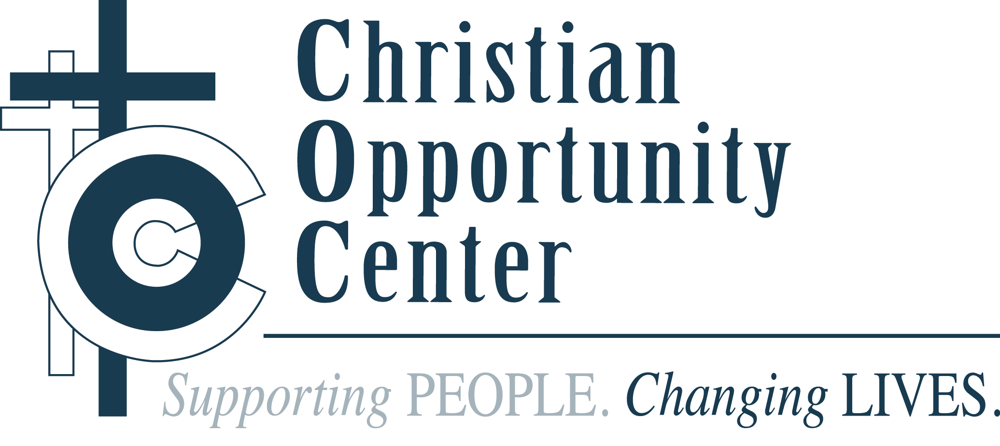 Christian
Opportunity
Center
Supporting PEOPLE. Changing LIVES.